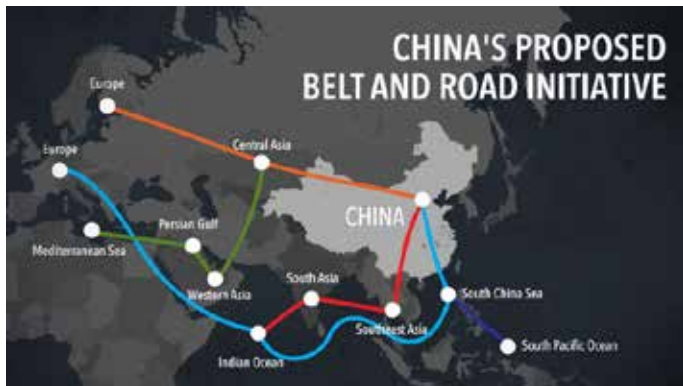 CHINA'S PROPOSED
BELT AND ROAD INITIATIVE
Europe
Central Asia
Europe
CHINA
Persian Gulf
Mediterranean Sea
Western Asia
South Asia
South China Sea
Southeast Asia
South Pacific Ocean
Indian Ocean